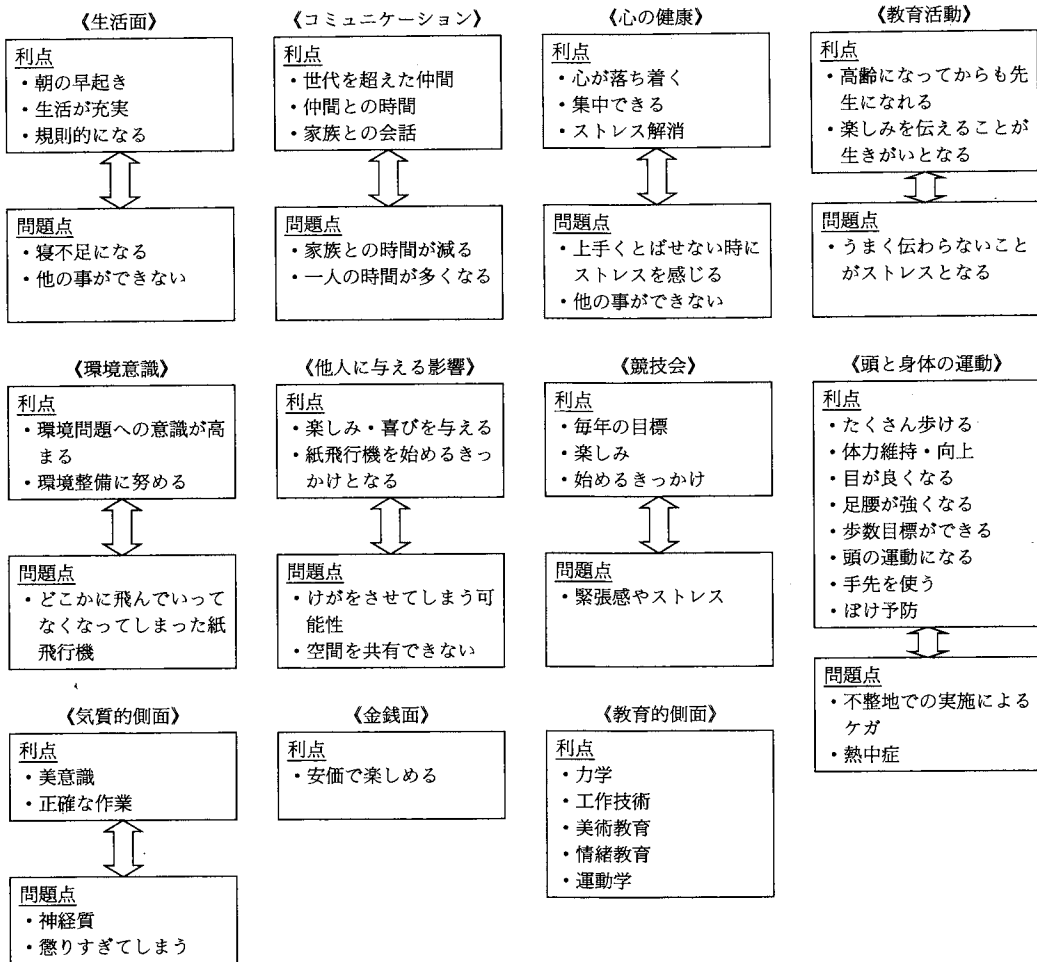 《生活面》
利点
・朝の早起き
・生活が充実
・規則的になる
問題点
・寝不足になる
・他の事ができない
《コミュニケーション》
利点
・世代を超えた仲間
・仲間との時間
・家族との会話
問題点
・家族との時間が減る
・一人の時間が多くなる
《心の健康》
利点
・心が落ち着く
・集中できる
・ストレス解消
問題点
・上手くとばせない時に
ストレスを感じる
・他の事ができない
《教育活動》
利点
・高齢になってからも先
生になれる
・楽しみを伝えることが
生きがいとなる
問題点
・うまく伝わらないこと
がストレスとなる
《環境意識》
利点
・環境問題への意識が高
まる
・環境整備に努める
問題点
・どこかに飛んでいって
なくなってしまった紙
飛行機
《他人に与える影響》
利点
・楽しみ・喜びを与える
・紙飛行機を始めるきっ
かけとなる
問題点
・けがをさせてしまう可
能性
・空間を共有できない
《競技会》
利点
・毎年の目標
・楽しみ
・始めるきっかけ
問題点
・緊張感やストレス
《頭と身体の運動》
利点
・たくさん歩ける
・体力維持・向上
・目が良くなる
・足腰が強くなる
・歩数目標ができる
・頭の運動になる
・手先を使う
・ぼけ予防
問題点
・不整地での実施による
ケガ
・熱中症
《気質的側面》
利点
・美意識
・正確な作業
問題点
・神経質
・懲りすぎてしまう
《金銭面》
利点
・安価で楽しめる
《教育的側面》
利点
・力学
・工作技術
・美術教育
・情緒教育
・運動学